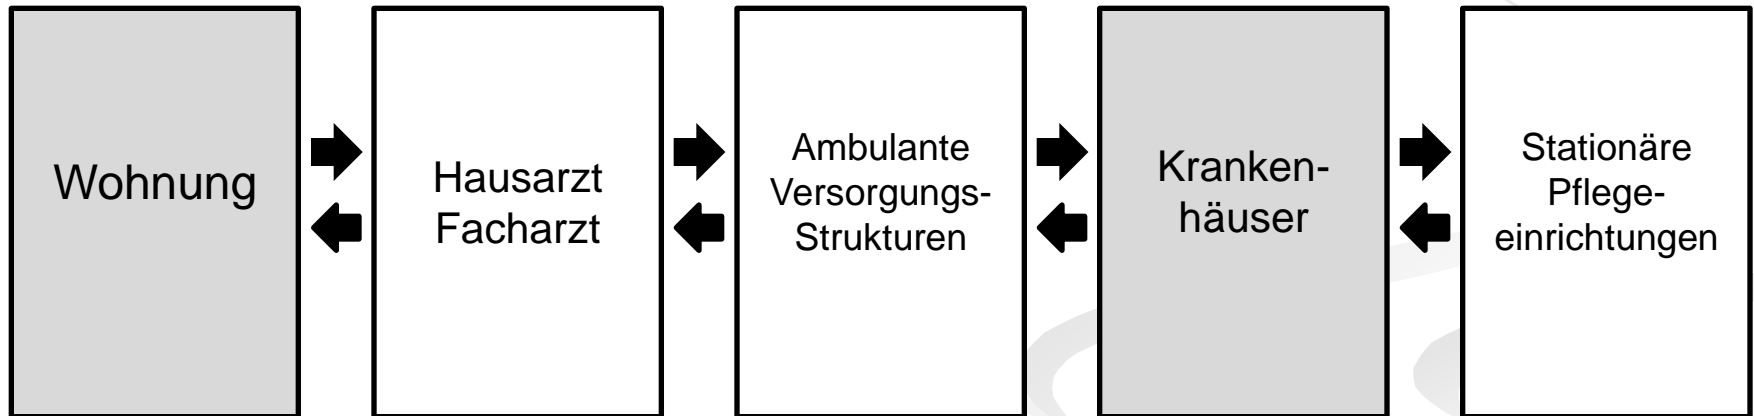 Wohnung
Hausarzt
Facharzt
Ambulante
Versorgungs-
Strukturen
Kranken-
häuser
Stationäre
Pflege-
einrichtungen